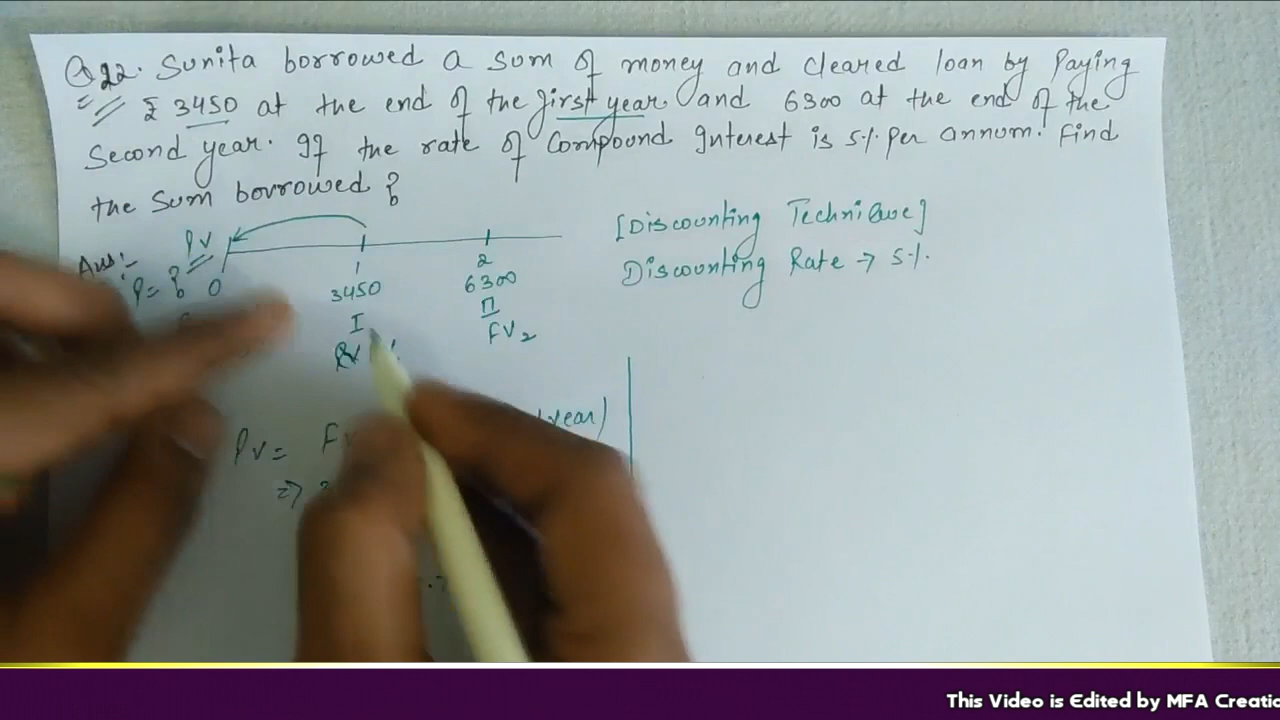 Q22. Sunita borrowed a sum of money and cleared loan by Paying
₹ 3450 at the end of the first year and 6300 at the end of the
Second year. If the rate of Compound Interest is 5% per annum. Find
the Sum borrowed ?
[Discounting Technique]
Discounting Rate → 5%.
Ans:-
PV
P = ?
0
1
2
3450
6300
I
II
FV2
year)
PV = FV
⇒
This Video is Edited by MFA Creatio